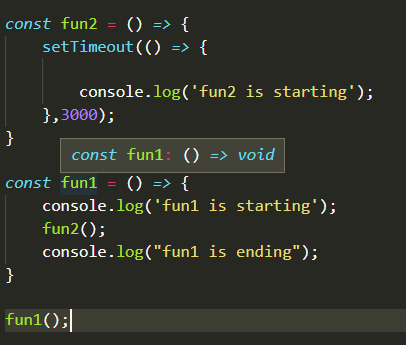 const fun2 = () => {
    setTimeout(() => {

        console.log('fun2 is starting');
    },3000);
}
const fun1: () => void
const fun1 = () => {
    console.log('fun1 is starting');
    fun2();
    console.log("fun1 is ending");
}

fun1();